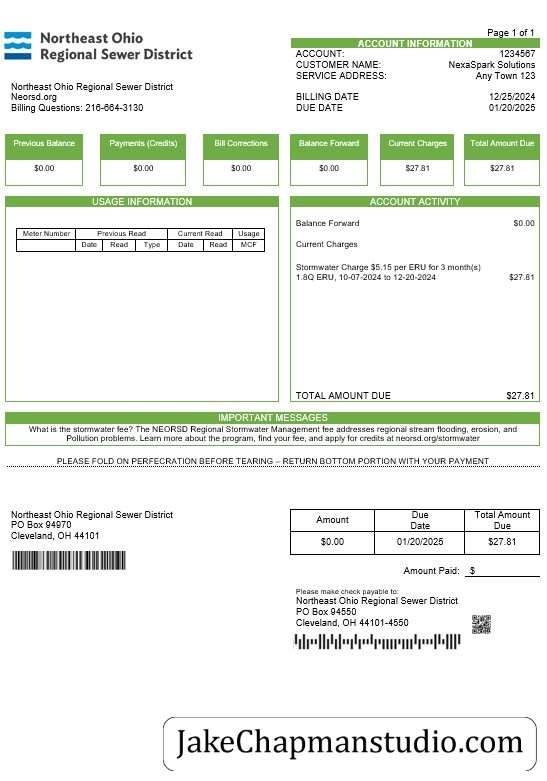 Northeast Ohio
Regional Sewer District
Page 1 of 1
ACCOUNT INFORMATION
ACCOUNT: 1234567
CUSTOMER NAME: NexaSpark Solutions
SERVICE ADDRESS: Any Town 123
Northeast Ohio Regional Sewer District
Neorsd.org
Billing Questions: 216-664-3130
BILLING DATE 12/25/2024
DUE DATE 01/20/2025
Previous Balance Payments (Credits) Bill Corrections Balance Forward Current Charges Total Amount Due
$0.00 $0.00 $0.00 $0.00 $27.81 $27.81
USAGE INFORMATION
Meter Number Previous Read Current Read Usage
Date Read Type Date Read MCF
ACCOUNT ACTIVITY
Balance Forward $0.00
Current Charges
Stormwater Charge $5.15 per ERU for 3 month(s)
1.8Q ERU, 10-07-2024 to 12-20-2024 $27.81
TOTAL AMOUNT DUE $27.81
IMPORTANT MESSAGES
What is the stormwater fee? The NEORSD Regional Stormwater Management fee addresses regional stream flooding, erosion, and
Pollution problems. Learn more about the program, find your fee, and apply for credits at neorsd.org/stormwater
PLEASE FOLD ON PERFECRATION BEFORE TEARING – RETURN BOTTOM PORTION WITH YOUR PAYMENT
Northeast Ohio Regional Sewer District
PO Box 94970
Cleveland, OH 44101
Amount Due Date Total Amount Due
$0.00 01/20/2025 $27.81
Amount Paid: $
Please make check payable to:
Northeast Ohio Regional Sewer District
PO Box 94550
Cleveland, OH 44101-4550
JakeChapmanstudio.com